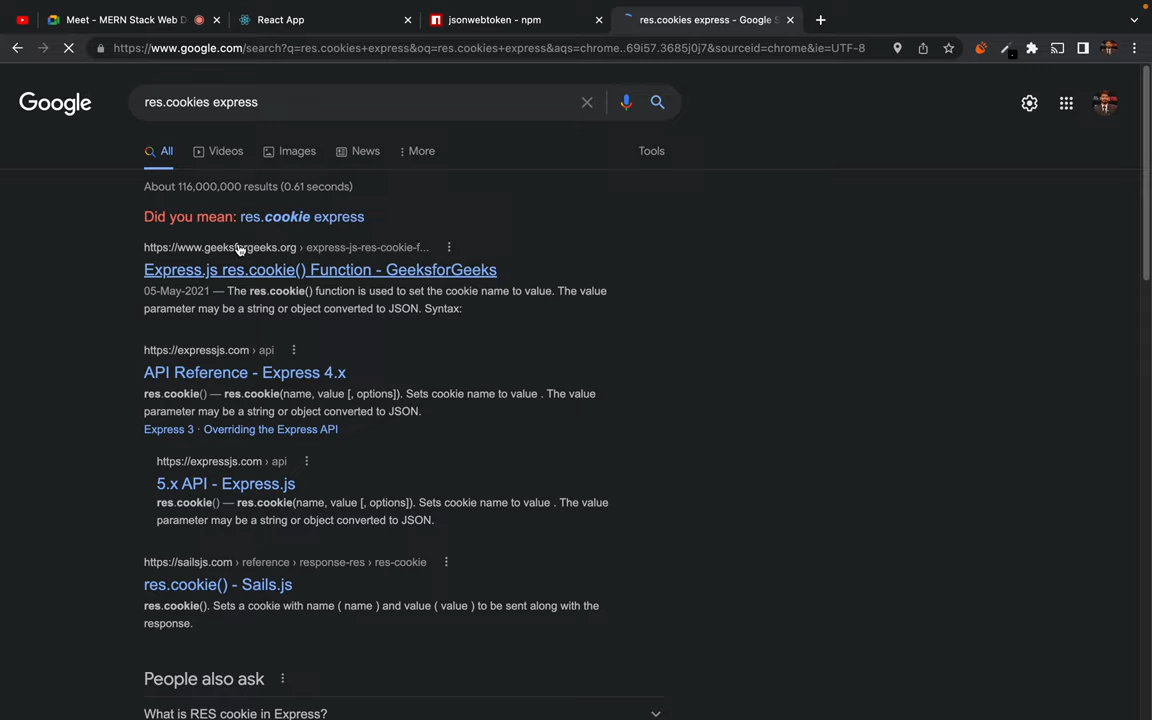 Meet - MERN Stack Web D
React App
jsonwebtoken - npm
res.cookies express - Google S
https://www.google.com/search?q=res.cookies+express&oq=res.cookies+express&aqs=chrome..69i57.3685j0j7&sourceid=chrome&ie=UTF-8
Google
res.cookies express
All
Videos
Images
News
More
Tools
About 116,000,000 results (0.61 seconds)
Did you mean: res.cookie express
https://www.geeksforgeeks.org › express-js-res-cookie-f...
Express.js res.cookie() Function - GeeksforGeeks
05-May-2021 — The res.cookie() function is used to set the cookie name to value. The value
parameter may be a string or object converted to JSON. Syntax:
https://expressjs.com › api
API Reference - Express 4.x
res.cookie() — res.cookie(name, value [, options]). Sets cookie name to value . The value
parameter may be a string or object converted to JSON.
Express 3 · Overriding the Express API
https://expressjs.com › api
5.x API - Express.js
res.cookie() — res.cookie(name, value [, options]). Sets cookie name to value . The value
parameter may be a string or object converted to JSON.
https://sailsjs.com › reference › response-res › res-cookie
res.cookie() - Sails.js
res.cookie(). Sets a cookie with name ( name ) and value ( value ) to be sent along with the
response.
People also ask
What is RES cookie in Express?